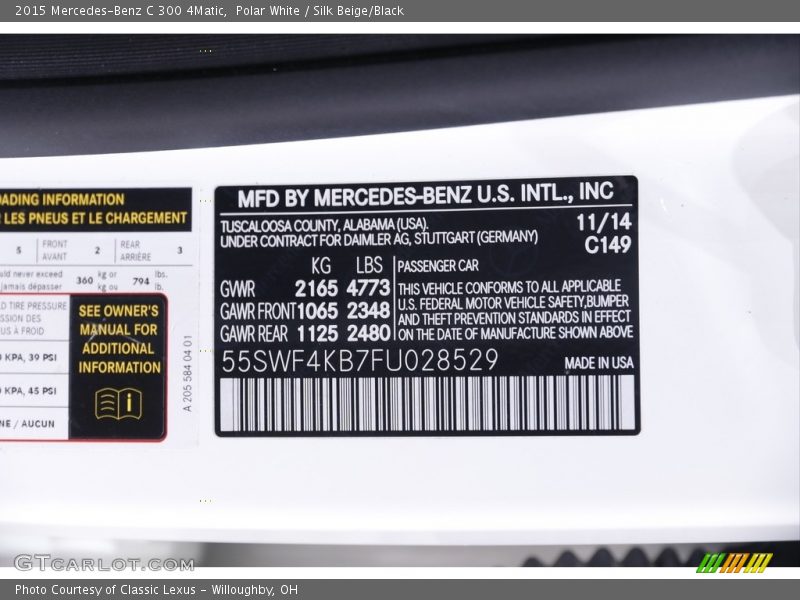 2015 Mercedes-Benz C 300 4Matic,  Polar White / Silk Beige/Black
ADING INFORMATION
LES PNEUS ET LE CHARGEMENT
5 FRONT AVANT 2 REAR ARRIÈRE 3
uld never exceed 360 kg or 794 lbs.
jamais dépasser kg ou lb.
D TIRE PRESSURE
SSION DES
US À FROID
KPA, 39 PSI
KPA, 45 PSI
NE / AUCUN
SEE OWNER'S
MANUAL FOR
ADDITIONAL
INFORMATION
i
A 205 584 04 01
MFD BY MERCEDES-BENZ U.S. INTL., INC
TUSCALOOSA COUNTY, ALABAMA (USA). 11/14
UNDER CONTRACT FOR DAIMLER AG, STUTTGART (GERMANY) C149
KG LBS
GVWR 2165 4773
GAWR FRONT 1065 2348
GAWR REAR 1125 2480
PASSENGER CAR
THIS VEHICLE CONFORMS TO ALL APPLICABLE
U.S. FEDERAL MOTOR VEHICLE SAFETY,BUMPER
AND THEFT PREVENTION STANDARDS IN EFFECT
ON THE DATE OF MANUFACTURE SHOWN ABOVE
55SWF4KB7FU028529 MADE IN USA
GTcarlot.com
Photo Courtesy of Classic Lexus - Willoughby, OH